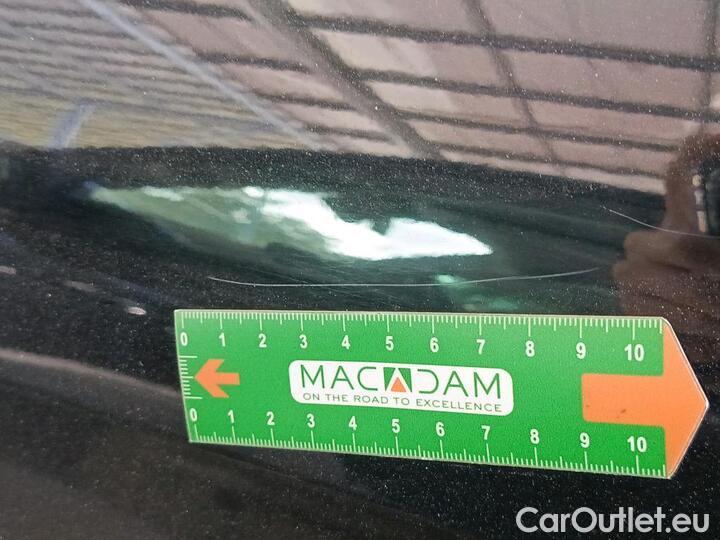 0 1 2 3 4 5 6 7 8 9 10
MACADAM
ON THE ROAD TO EXCELLENCE
0 1 2 3 4 5 6 7 8 9 10
CarOutlet.eu